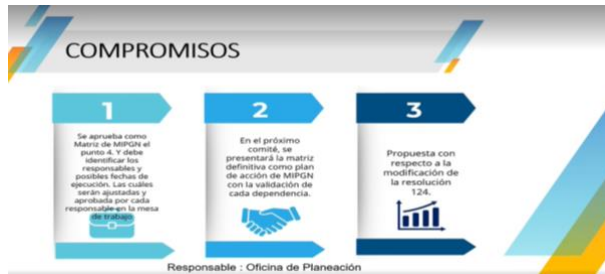 COMPROMISOS
1
Se aprueba como
Matriz de MIPGN el
punto 4. Y debe
identificar los
responsables y
posibles fechas de
ejecución. Las cuáles
serán ajustadas y
aprobada por cada
responsable en la mesa
de trabajo
2
En el próximo
comité, se
presentará la matriz
definitiva como plan
de acción de MIPGN
con la validación de
cada dependencia.
3
Propuesta con
respecto a la
modificación de
la resolución
124.
Responsable : Oficina de Planeación